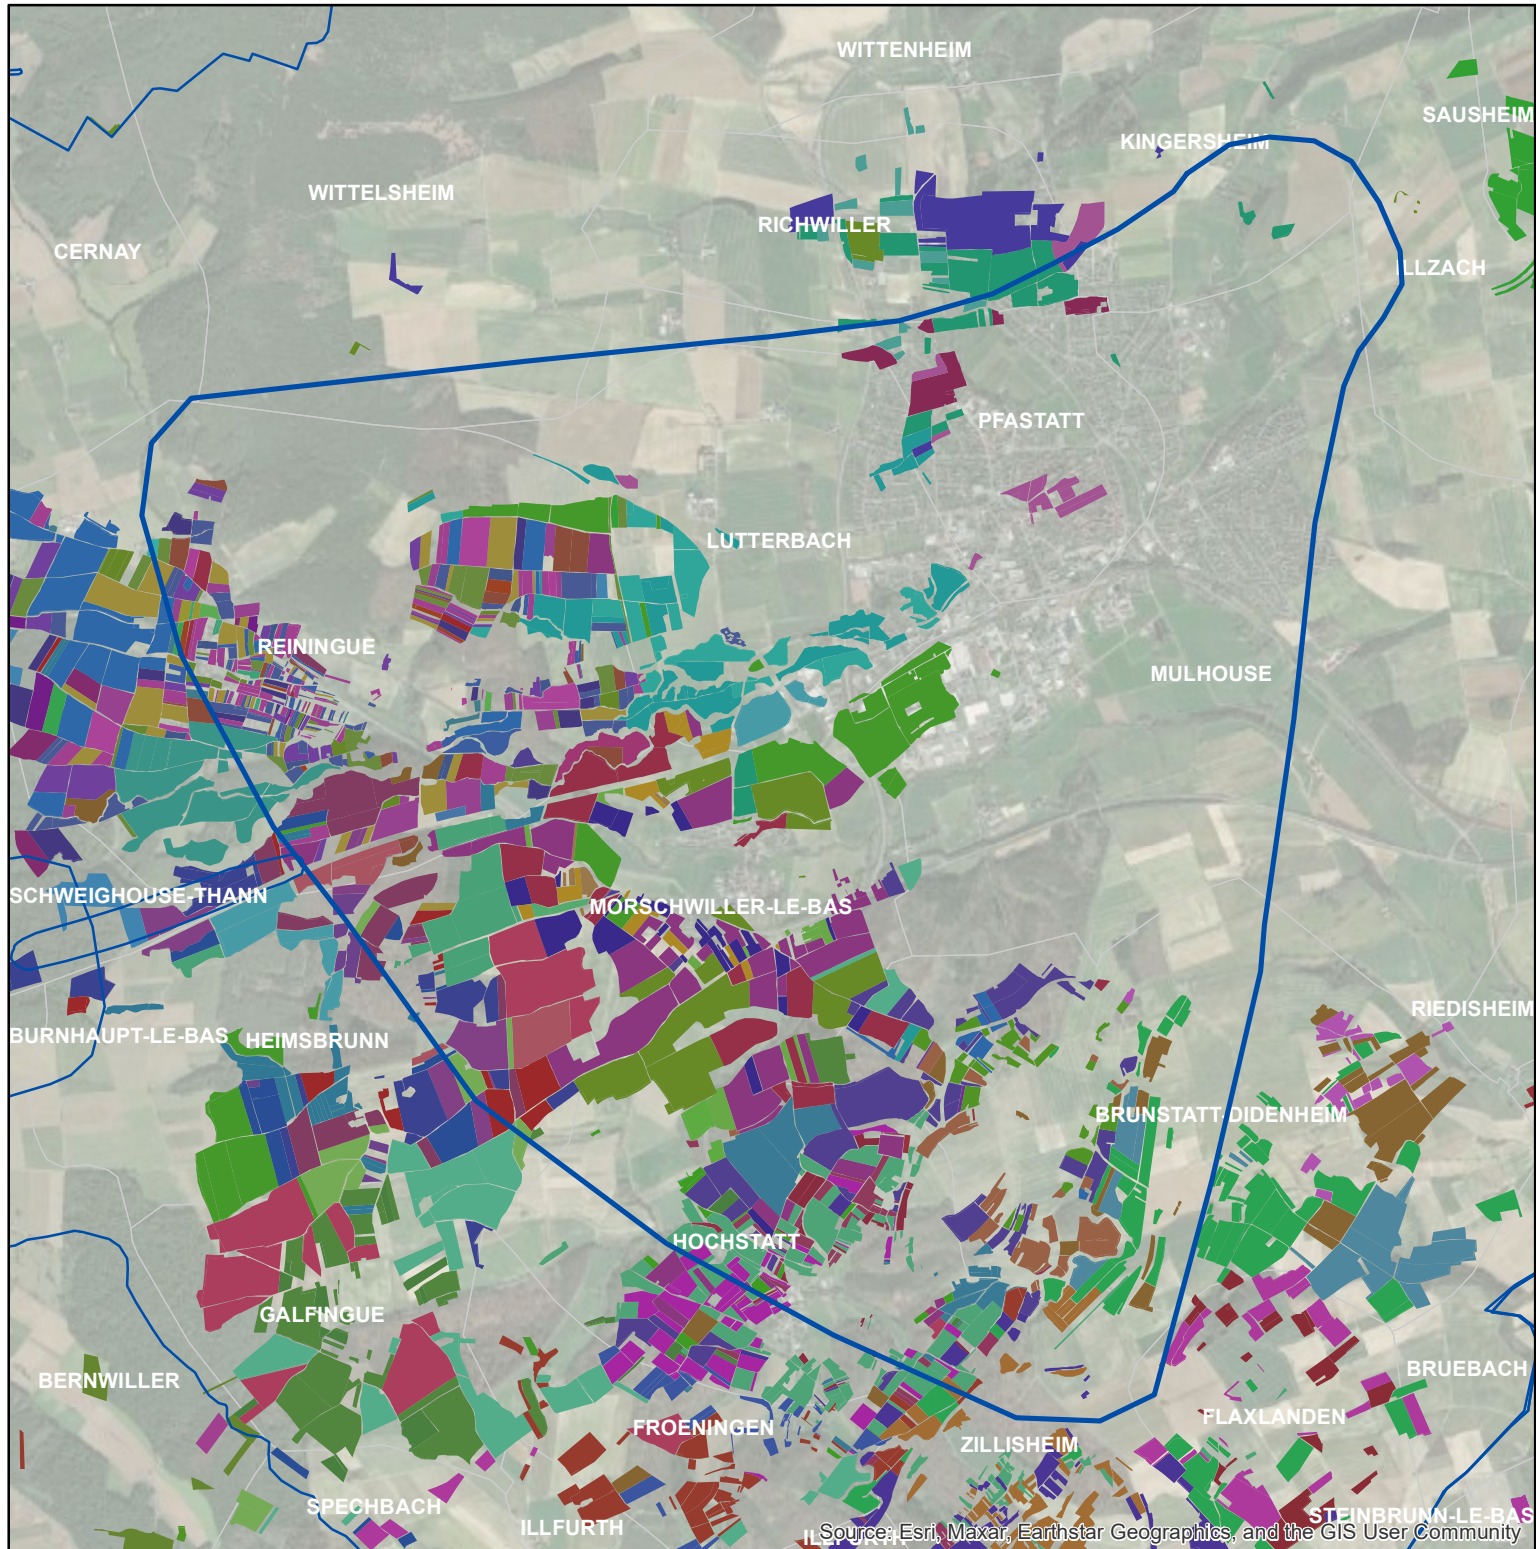 WITTENHEIM
SAUSHEIM
KINGERSHEIM
WITTELSHEIM
RICHWILLER
CERNAY
ILLZACH
PFASTATT
LUTTERBACH
REININGUE
MULHOUSE
SCHWEIGHOUSE-THANN
MORSCHWILLER-LE-BAS
RIEDISHEIM
BURNHAUPT-LE-BAS
HEIMSBRUNN
BRUNSTATT-DIDENHEIM
HOCHSTATT
GALFINGUE
BRUEBACH
BERNWILLER
FLAXLANDEN
FROENINGEN
ZILLISHEIM
SPECHBACH
STEINBRUNN-LE-BAS
ILLFURTH
ILLFURTH
Source: Esri, Maxar, Earthstar Geographics, and the GIS User Community